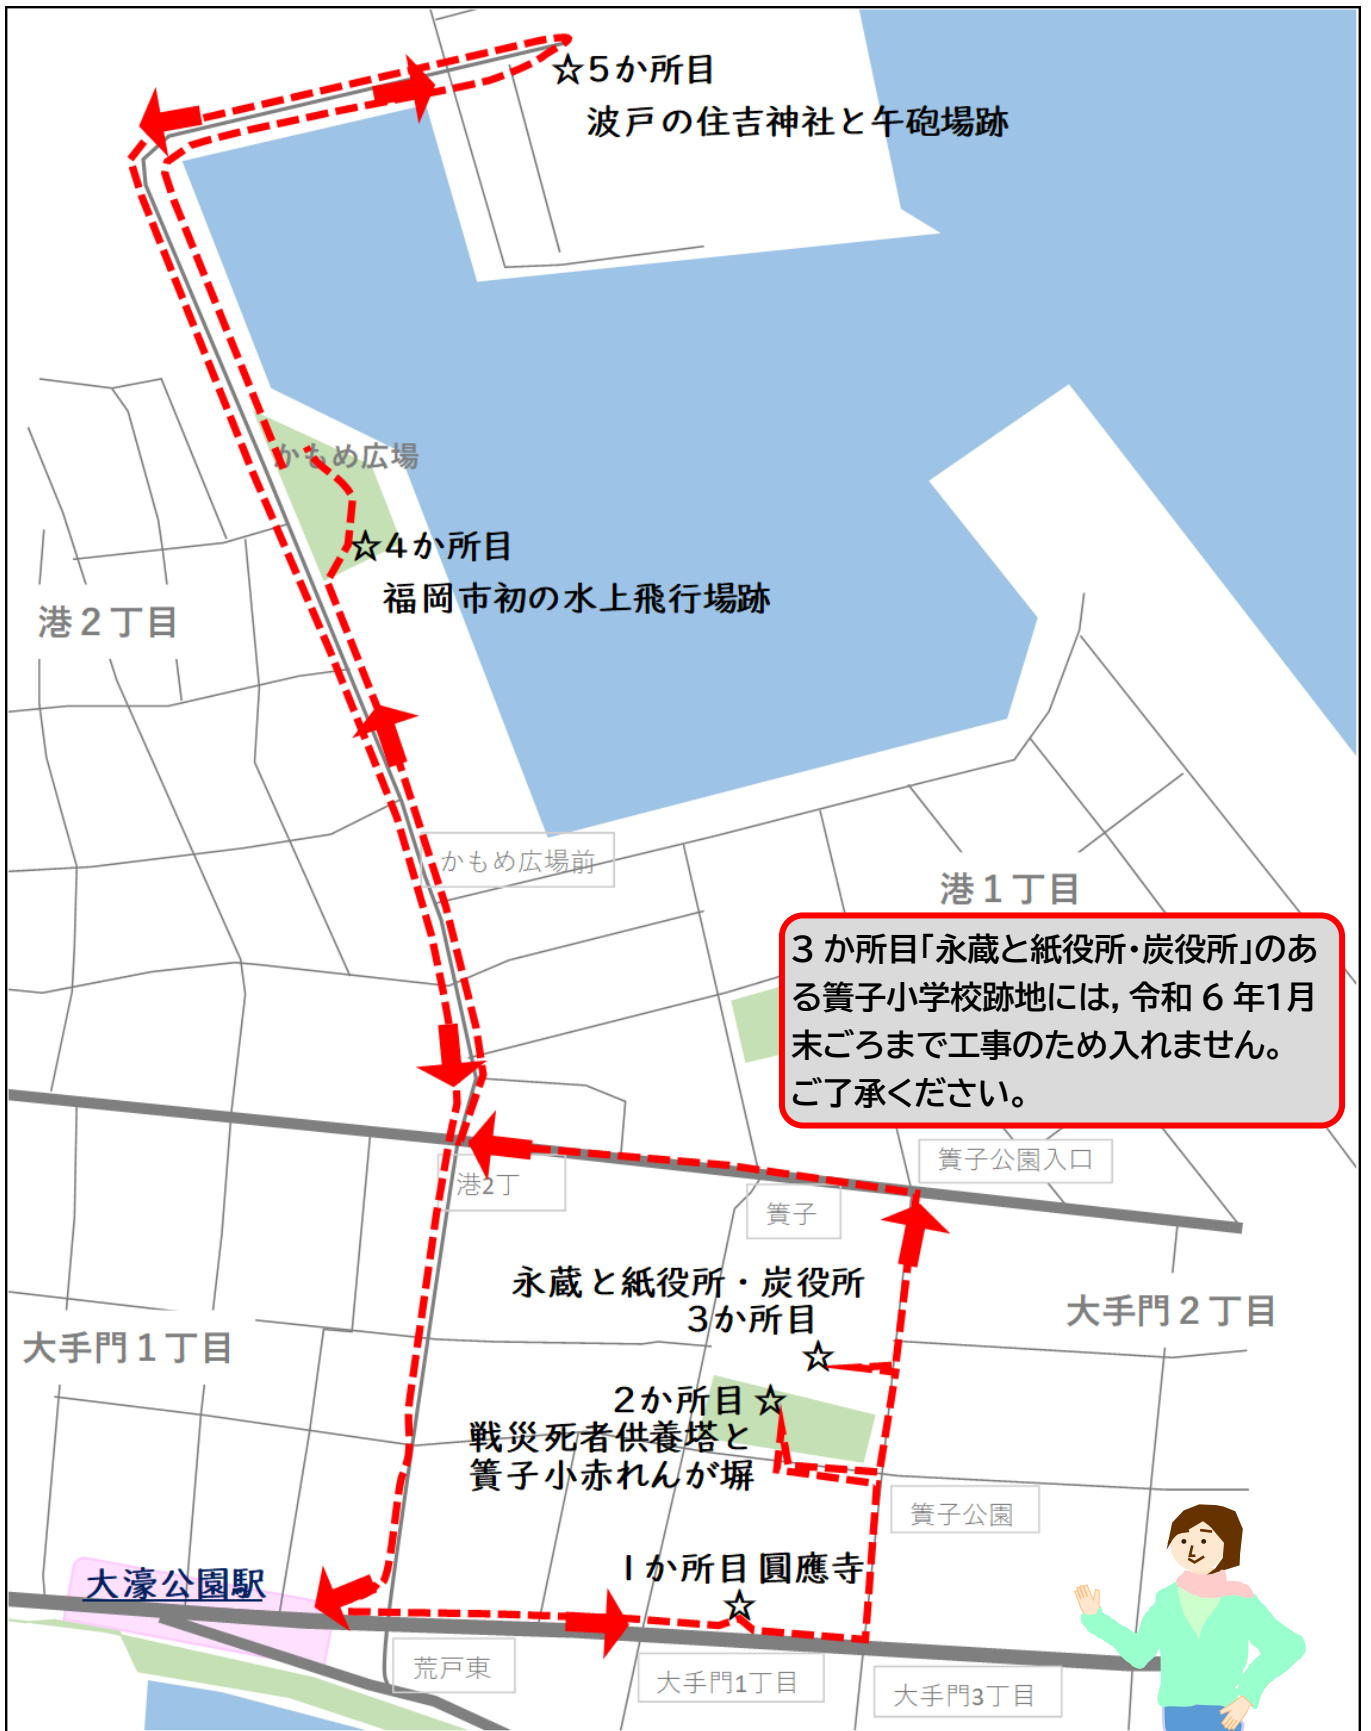 ☆5か所目
波戸の住吉神社と午砲場跡
かもめ広場
☆4か所目
福岡市初の水上飛行場跡
港2丁目
かもめ広場前
港1丁目
3か所目「永蔵と紙役所・炭役所」のあ
る簀子小学校跡地には,令和6年1月
末ごろまで工事のため入れません。
ご了承ください。
簀子公園入口
港2丁
簀子
永蔵と紙役所・炭役所
3か所目
☆
大手門2丁目
大手門1丁目
2か所目☆
戦災死者供養塔と
簀子小赤れんが塀
簀子公園
1か所目 圓應寺
☆
大濠公園駅
荒戸東
大手門1丁目
大手門3丁目